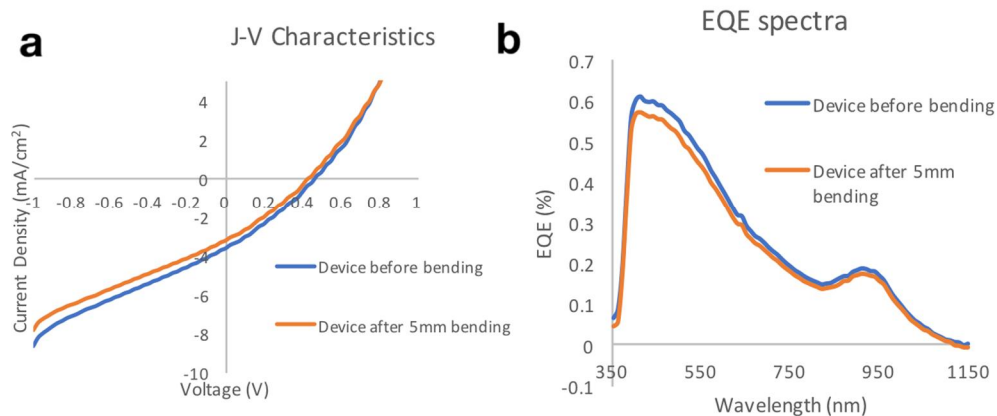 a
J-V Characteristics
Current Density (mA/cm²)
4
2
0
-2
-4
-6
-8
-10
-1 -0.8 -0.6 -0.4 -0.2 0 0.2 0.4 0.6 0.8 1
Device before bending
Device after 5mm bending
Voltage (V)
b
EQE spectra
EQE (%)
0.7
0.6
0.5
0.4
0.3
0.2
0.1
0
-0.1
350 550 750 950 1150
Device before bending
Device after 5mm
bending
Wavelength (nm)